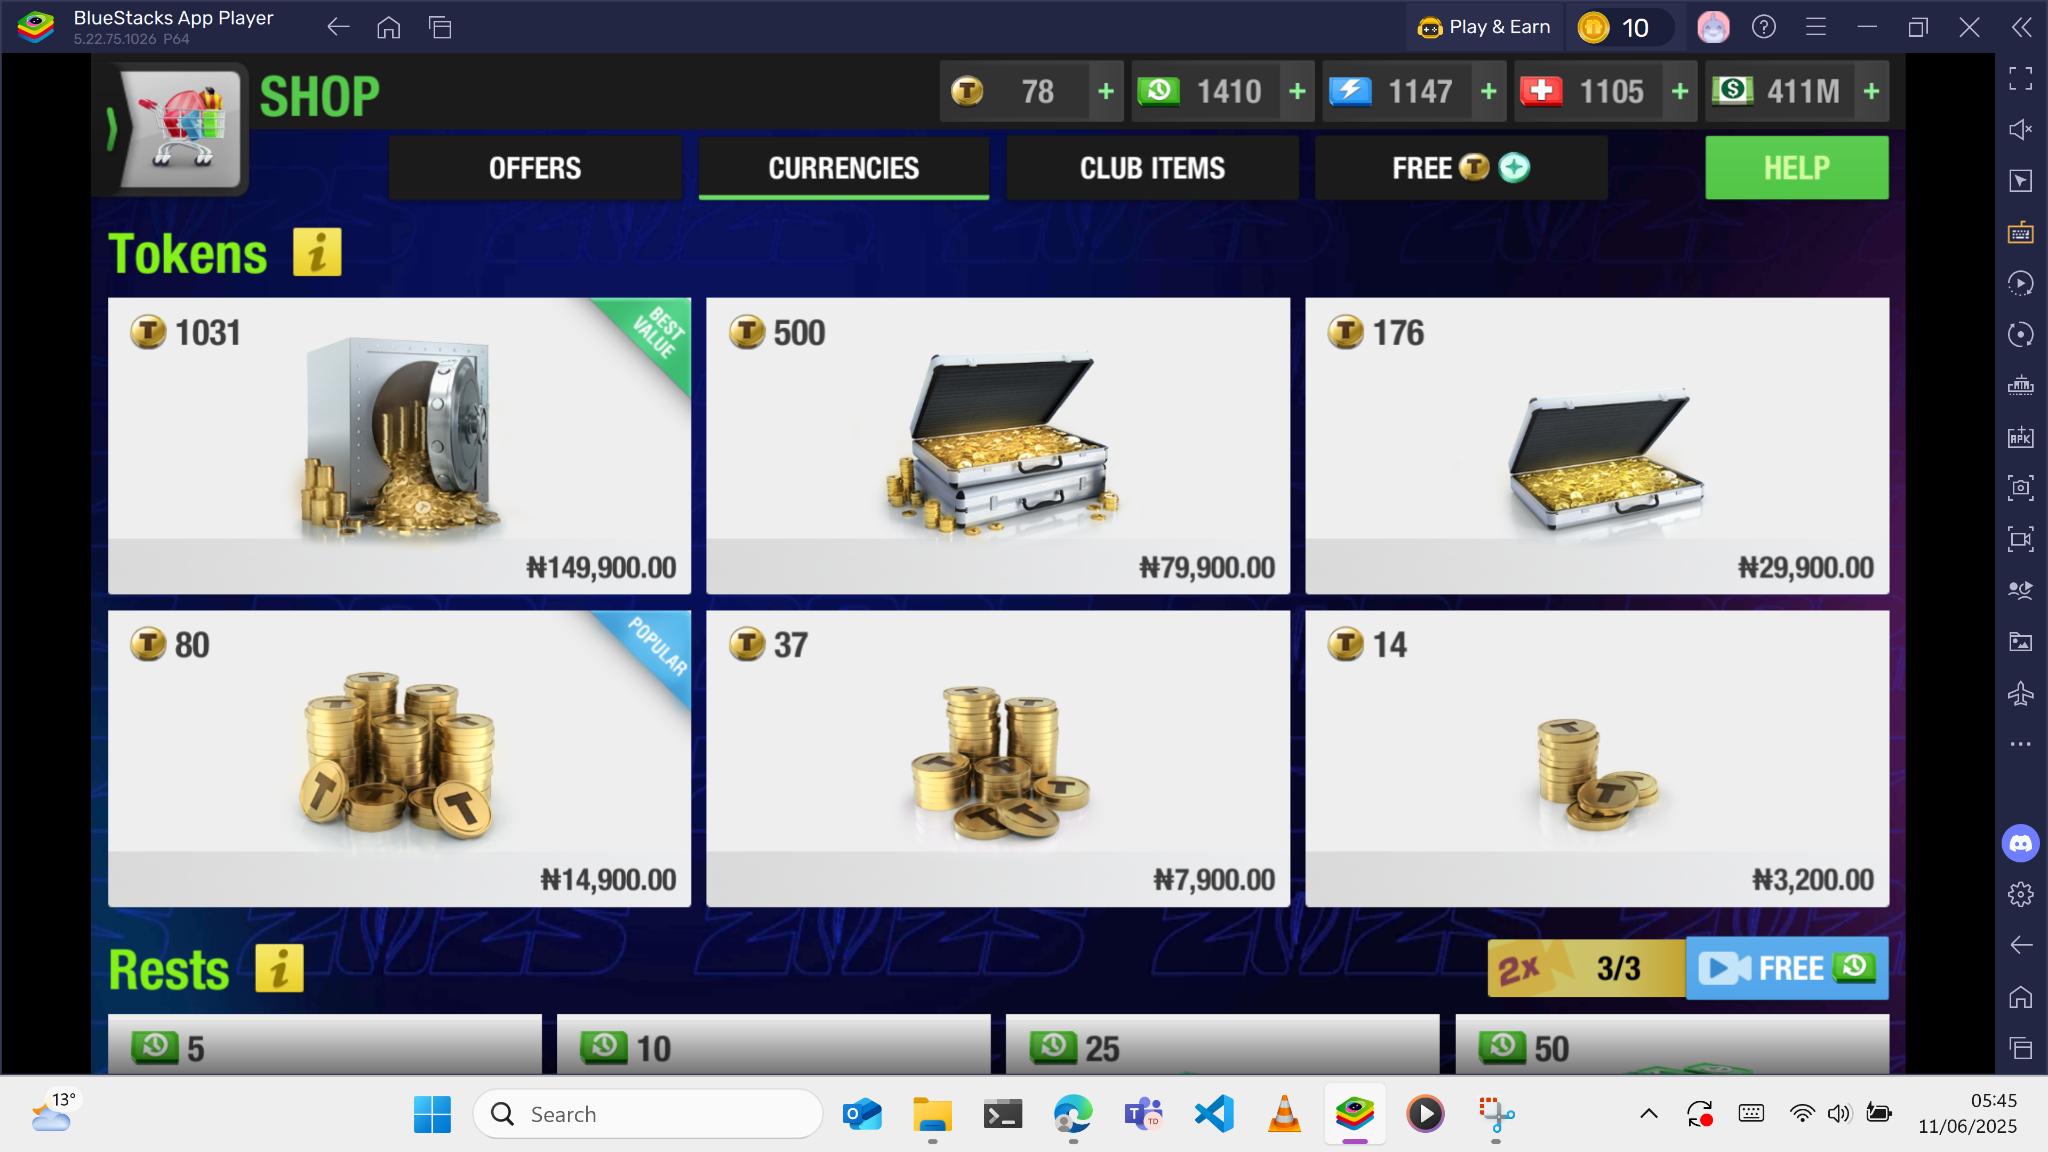 BlueStacks App Player
5.22.75.1026 P64
Play & Earn
10
SHOP
78 +
1410 +
1147 +
1105 +
411M +
OFFERS
CURRENCIES
CLUB ITEMS
FREE
HELP
Tokens i
1031
BEST VALUE
₦149,900.00
500
₦79,900.00
176
₦29,900.00
80
POPULAR
₦14,900.00
37
₦7,900.00
14
₦3,200.00
Rests i
2x 3/3
FREE
5
10
25
50
13°
Search
05:45
11/06/2025